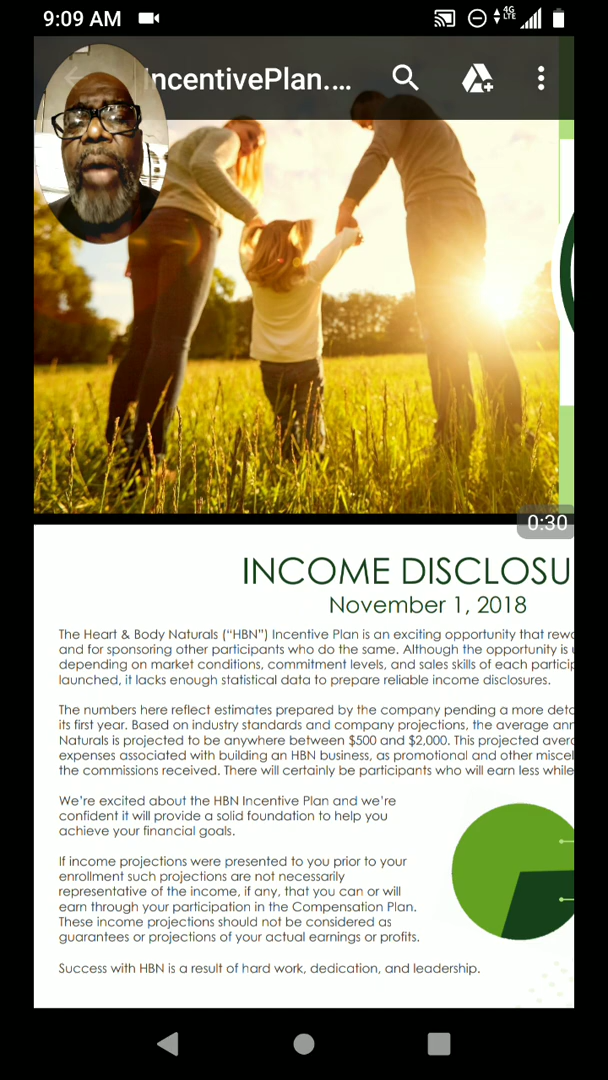 9:09 AM
4G
LTE
IncentivePlan....
0:30
INCOME DISCLOSU
November 1, 2018
The Heart & Body Naturals (“HBN”) Incentive Plan is an exciting opportunity that rew
and for sponsoring other participants who do the same. Although the opportunity is
depending on market conditions, commitment levels, and sales skills of each particip
launched, it lacks enough statistical data to prepare reliable income disclosures.
The numbers here reflect estimates prepared by the company pending a more deta
its first year. Based on industry standards and company projections, the average ann
Naturals is projected to be anywhere between $500 and $2,000. This projected avera
expenses associated with building an HBN business, as promotional and other miscel
the commissions received. There will certainly be participants who will earn less while
We’re excited about the HBN Incentive Plan and we’re
confident it will provide a solid foundation to help you
achieve your financial goals.
If income projections were presented to you prior to your
enrollment such projections are not necessarily
representative of the income, if any, that you can or will
earn through your participation in the Compensation Plan.
These income projections should not be considered as
guarantees or projections of your actual earnings or profits.
Success with HBN is a result of hard work, dedication, and leadership.